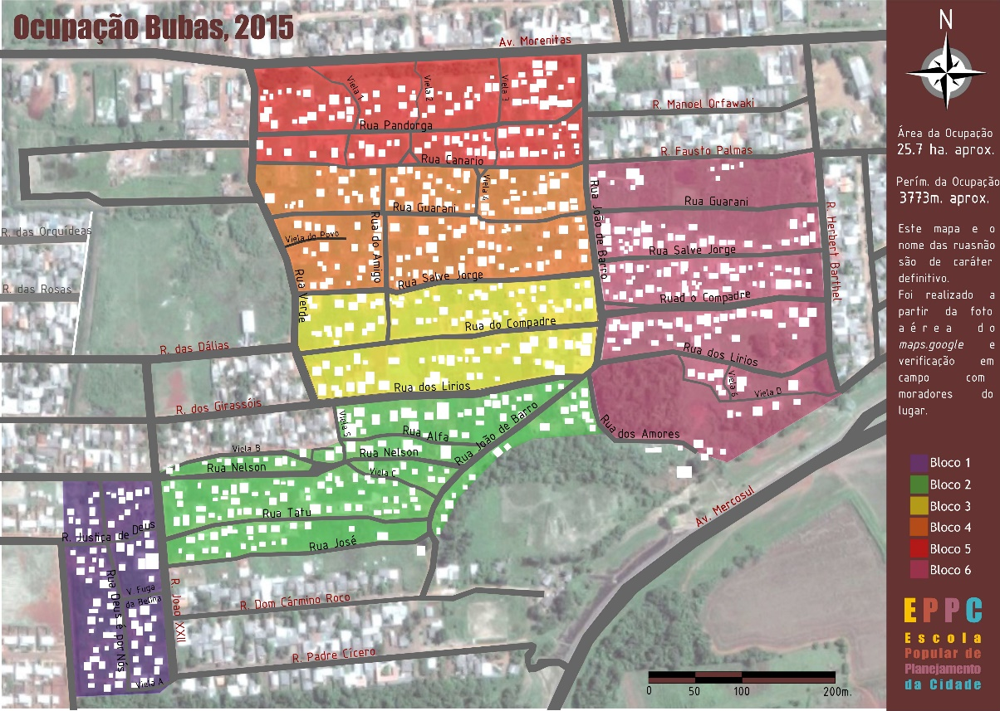 Ocupação Bubas, 2015
Av. Morenitas
N
Viela 1
Viela 2
Viela 3
R. Manoel Orfawaki
Rua Pandorga
Rua Canario
R. Fausto Palmas
Área da Ocupação
25.7 ha. aprox.
Perím. da Ocupação
3773m. aprox.
Este mapa e o
nome das ruasnão
são de caráter
definitivo.
Foi realizado a
partir da foto
aérea do
maps.google e
verificação em
campo com
moradores do
lugar.
Viela 4
Rua Guarani
Rua João de Barro
Rua Guarani
R. Herbert Barthel
R. das Orquídeas
Viela do Povo
Rua do Amigo
Rua Salve Jorge
Rua Salve Jorge
Rua Verde
R. das Rosas
Ruad o Compadre
Rua do Compadre
R. das Dálias
Rua dos Lirios
Rua dos Lirios
Viela 6
Viela D
R. dos Girassóis
Viela 5
Rua Alfa
Rua João de Barro
Rua dos Amores
Viela B
Rua Nelson
Rua Nelson
Viela C
Rua Tatu
Av. Mercosul
R. Justiça de Deus
Rua José
Rua Deus é por Nós
V. Fuga
da Belina
R. João XXII
R. Dom Cármino Roco
R. Padre Cícero
Viela A
0 50 100 200m.
Bloco 1
Bloco 2
Bloco 3
Bloco 4
Bloco 5
Bloco 6
EPPC
Escola
Popular de
Planejamento
da Cidade